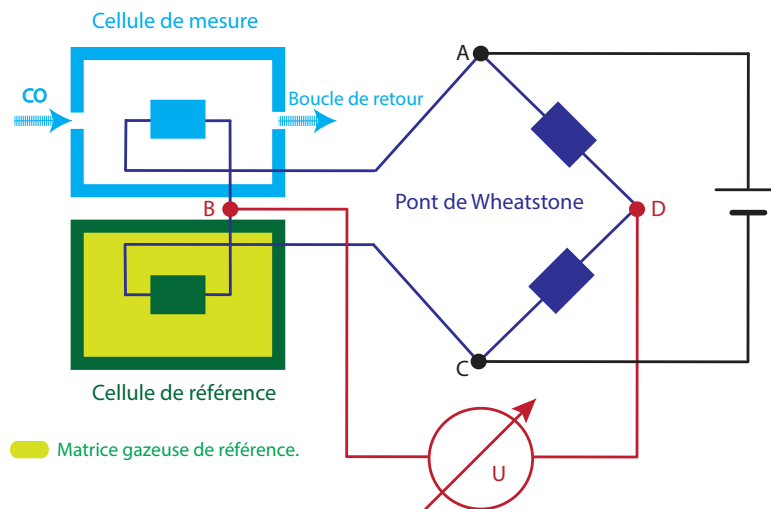 Cellule de mesure
A
CO
Boucle de retour
B
Pont de Wheatstone
D
C
Cellule de référence
Matrice gazeuse de référence.
U